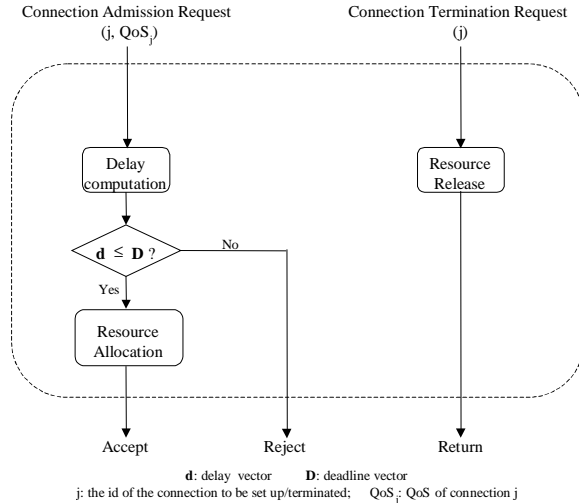 Connection Admission Request
(j, QoSj)
Connection Termination Request
(j)
Delay
computation
Resource
Release
d ≤ D ?
No
Yes
Resource
Allocation
Accept
Reject
Return
d: delay vector D: deadline vector
j: the id of the connection to be set up/terminated; QoSj: QoS of connection j